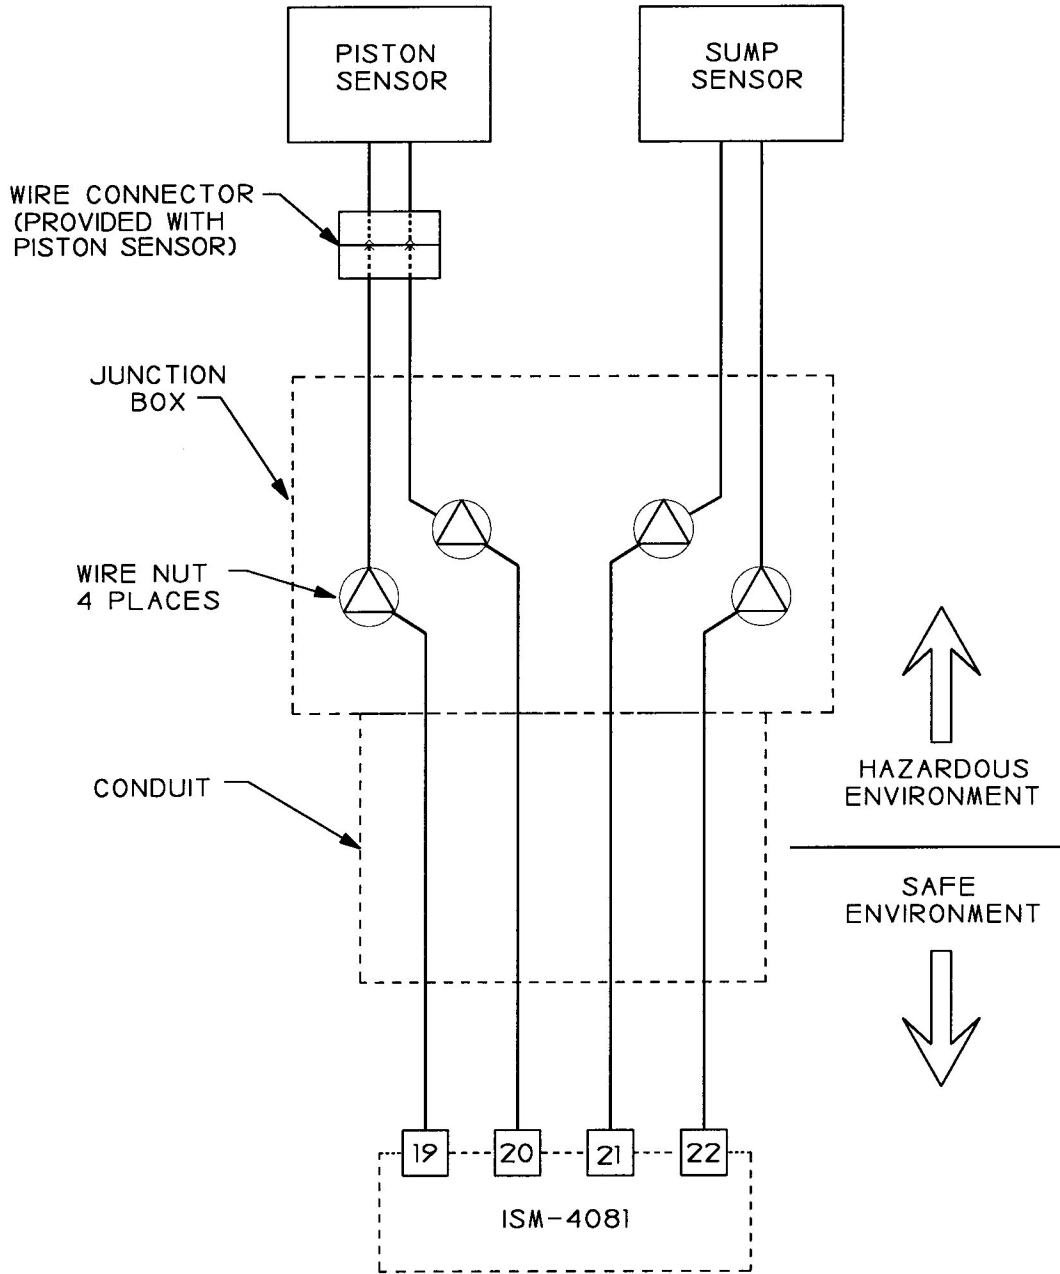 PISTON
SENSOR
SUMP
SENSOR
WIRE CONNECTOR
(PROVIDED WITH
PISTON SENSOR)
JUNCTION
BOX
WIRE NUT
4 PLACES
CONDUIT
HAZARDOUS
ENVIRONMENT
SAFE
ENVIRONMENT
19 20 21 22
ISM-4081